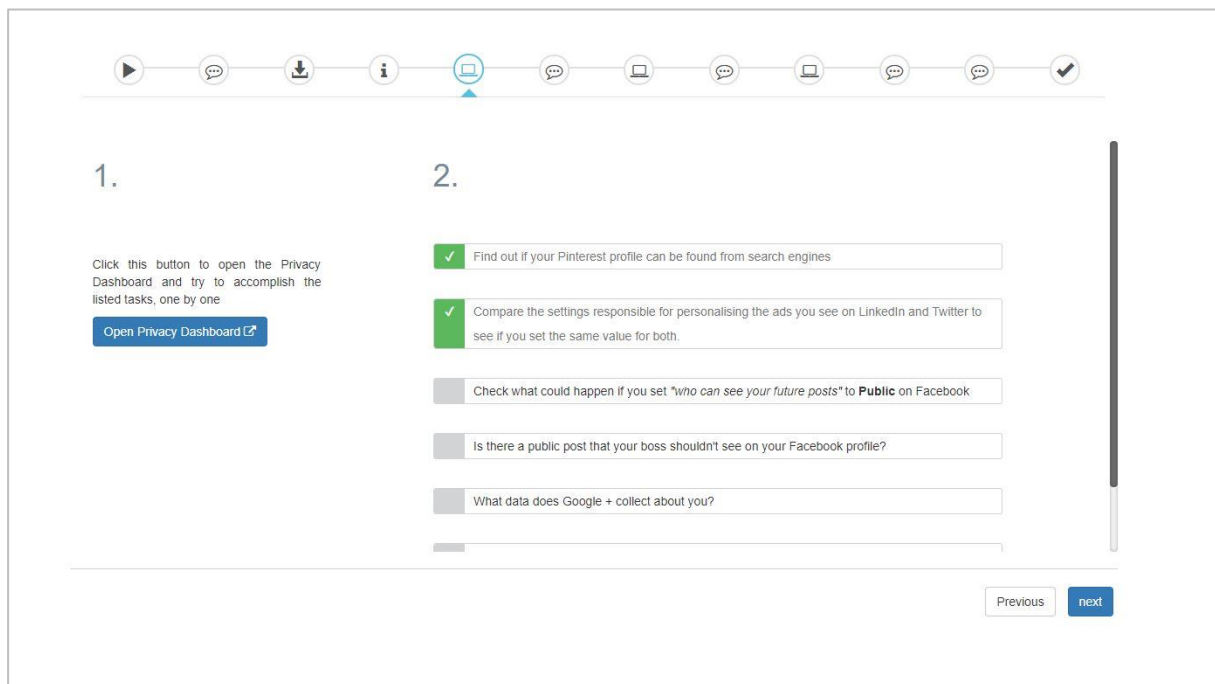 1.
Click this button to open the Privacy
Dashboard and try to accomplish the
listed tasks, one by one
Open Privacy Dashboard
2.
Find out if your Pinterest profile can be found from search engines
Compare the settings responsible for personalising the ads you see on LinkedIn and Twitter to
see if you set the same value for both.
Check what could happen if you set "who can see your future posts" to Public on Facebook
Is there a public post that your boss shouldn't see on your Facebook profile?
What data does Google + collect about you?
Previous
next